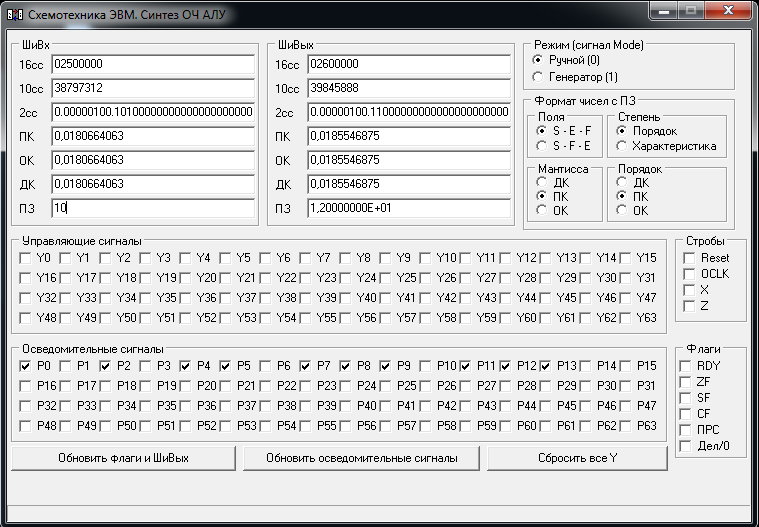 Схемотехника ЭВМ. Синтез ОЧ АЛУ
ШиВх
16сс 02500000
10сс 38797312
2сс 0.00000100.10100000000000000000000
ПК 0,0180664063
ОК 0,0180664063
ДК 0,0180664063
ПЗ 10
ШиВых
16сс 02600000
10сс 39845888
2сс 0.00000100.11000000000000000000000
ПК 0,0185546875
ОК 0,0185546875
ДК 0,0185546875
ПЗ 1,20000000E+01
Режим (сигнал Mode)
Ручной (0)
Генератор (1)
Формат чисел с ПЗ
Поля
S - E - F
S - F - E
Степень
Порядок
Характеристика
Мантисса
ДК
ПК
ОК
Порядок
ДК
ПК
ОК
Управляющие сигналы
Y0 Y1 Y2 Y3 Y4 Y5 Y6 Y7 Y8 Y9 Y10 Y11 Y12 Y13 Y14 Y15
Y16 Y17 Y18 Y19 Y20 Y21 Y22 Y23 Y24 Y25 Y26 Y27 Y28 Y29 Y30 Y31
Y32 Y33 Y34 Y35 Y36 Y37 Y38 Y39 Y40 Y41 Y42 Y43 Y44 Y45 Y46 Y47
Y48 Y49 Y50 Y51 Y52 Y53 Y54 Y55 Y56 Y57 Y58 Y59 Y60 Y61 Y62 Y63
Стробы
Reset
OCLK
X
Z
Осведомительные сигналы
P0 P1 P2 P3 P4 P5 P6 P7 P8 P9 P10 P11 P12 P13 P14 P15
P16 P17 P18 P19 P20 P21 P22 P23 P24 P25 P26 P27 P28 P29 P30 P31
P32 P33 P34 P35 P36 P37 P38 P39 P40 P41 P42 P43 P44 P45 P46 P47
P48 P49 P50 P51 P52 P53 P54 P55 P56 P57 P58 P59 P60 P61 P62 P63
Флаги
RDY
ZF
SF
CF
ПРС
Дел/0
Обновить флаги и ШиВых
Обновить осведомительные сигналы
Сбросить все Y